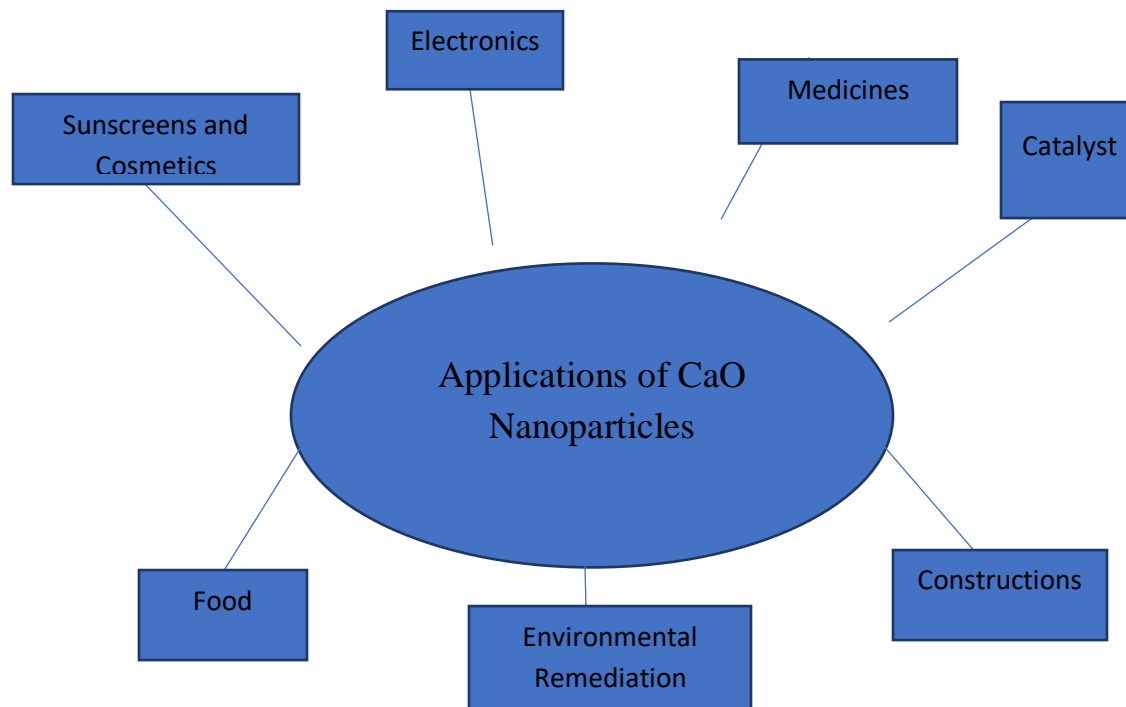 Electronics
Medicines
Sunscreens and
Cosmetics
Catalyst
Applications of CaO
Nanoparticles
Constructions
Food
Environmental
Remediation